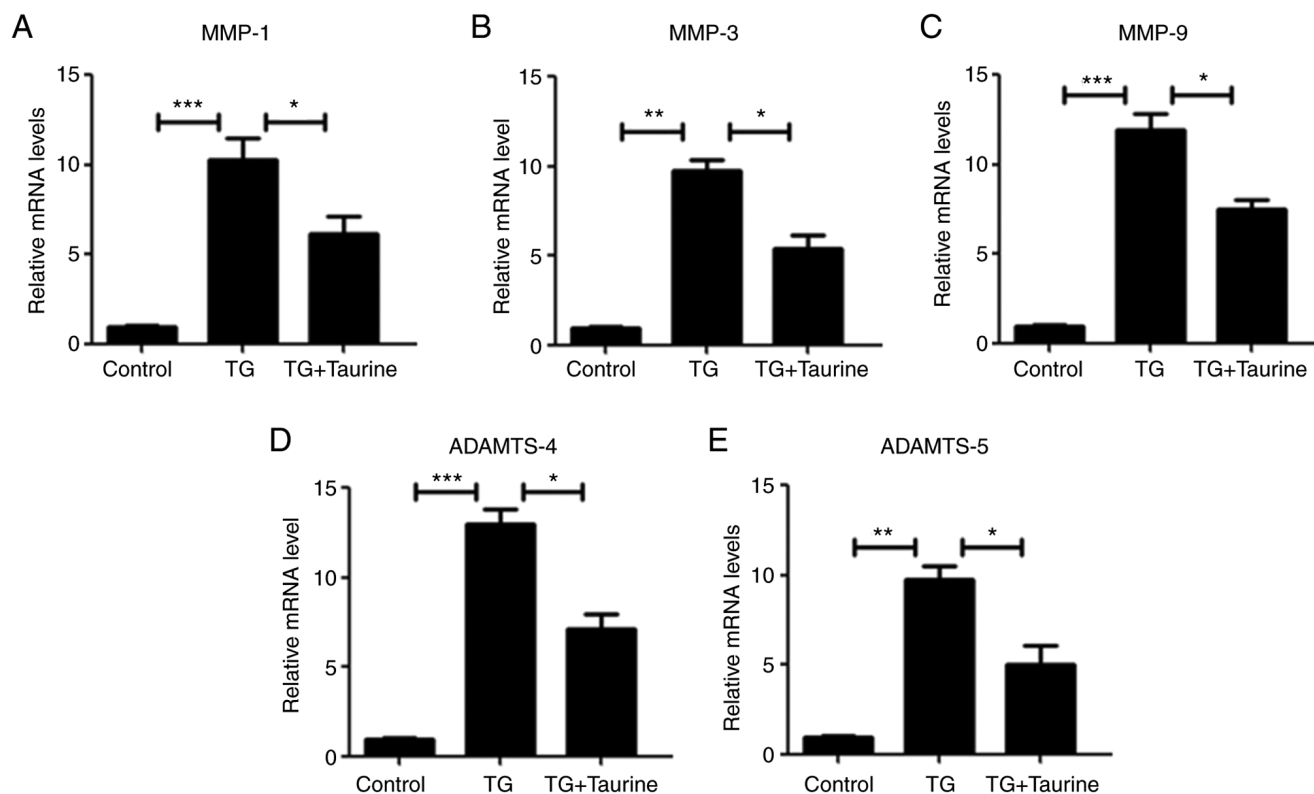 A
MMP-1
Relative mRNA levels
15
10
5
0
***
*
Control
TG
TG+Taurine
B
MMP-3
Relative mRNA level
15
10
5
0
**
*
Control
TG
TG+Taurine
C
MMP-9
Relative mRNA levels
15
10
5
0
***
*
Control
TG
TG+Taurine
D
ADAMTS-4
Relative mRNA level
15
10
5
0
***
*
Control
TG
TG+Taurine
E
ADAMTS-5
Relative mRNA levels
15
10
5
0
**
*
Control
TG
TG+Taurine